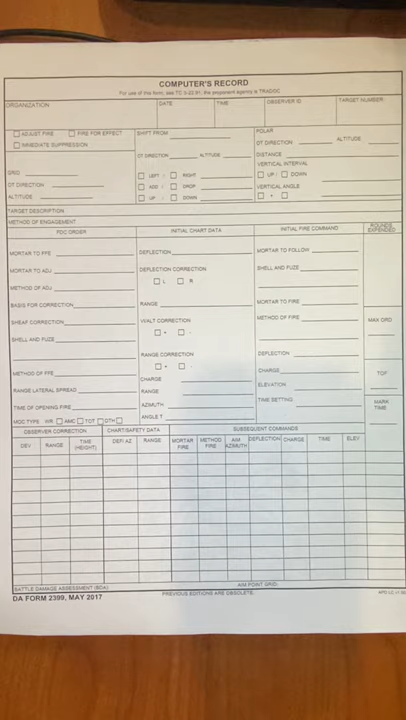 COMPUTER'S RECORD
For use of this form, see TC 3-22.91; the proponent agency is TRADOC
ORGANIZATION DATE TIME OBSERVER ID: TARGET NUMBER:
ADJUST FIRE FIRE FOR EFFECT SHIFT FROM POLAR
IMMEDIATE SUPPRESSION OT DIRECTION ALTITUDE
OT DIRECTION ALTITUDE DISTANCE
VERTICAL INTERVAL
GRID: LEFT / RIGHT UP / DOWN
OT DIRECTION ADD / DROP VERTICAL ANGLE
ALTITUDE UP / DOWN + -
TARGET DESCRIPTION
METHOD OF ENGAGEMENT
FDC ORDER INITIAL CHART DATA INITIAL FIRE COMMAND ROUNDS EXPENDED
MORTAR TO FFE DEFLECTION MORTAR TO FOLLOW
MORTAR TO ADJ DEFLECTION CORRECTION SHELL AND FUZE
METHOD OF ADJ L R
BASIS FOR CORRECTION RANGE MORTAR TO FIRE
SHEAF CORRECTION VI/ALT CORRECTION METHOD OF FIRE MAX ORD
SHELL AND FUZE + -
RANGE CORRECTION DEFLECTION
METHOD OF FFE + - CHARGE TOF
CHARGE ELEVATION
RANGE LATERAL SPREAD RANGE
TIME OF OPENING FIRE AZIMUTH TIME SETTING MARK TIME
MOC TYPE WR AMC TOT OTH ANGLE T
OBSERVER CORRECTION CHART/SAFETY DATA SUBSEQUENT COMMANDS
DEV RANGE TIME (HEIGHT) DEF/AZ RANGE MORTAR FIRE METHOD FIRE AIM AZIMUTH DEFLECTION CHARGE TIME ELEV
BATTLE DAMAGE ASSESSMENT (BDA): AIM POINT GRID:
DA FORM 2399, MAY 2017 PREVIOUS EDITIONS ARE OBSOLETE.